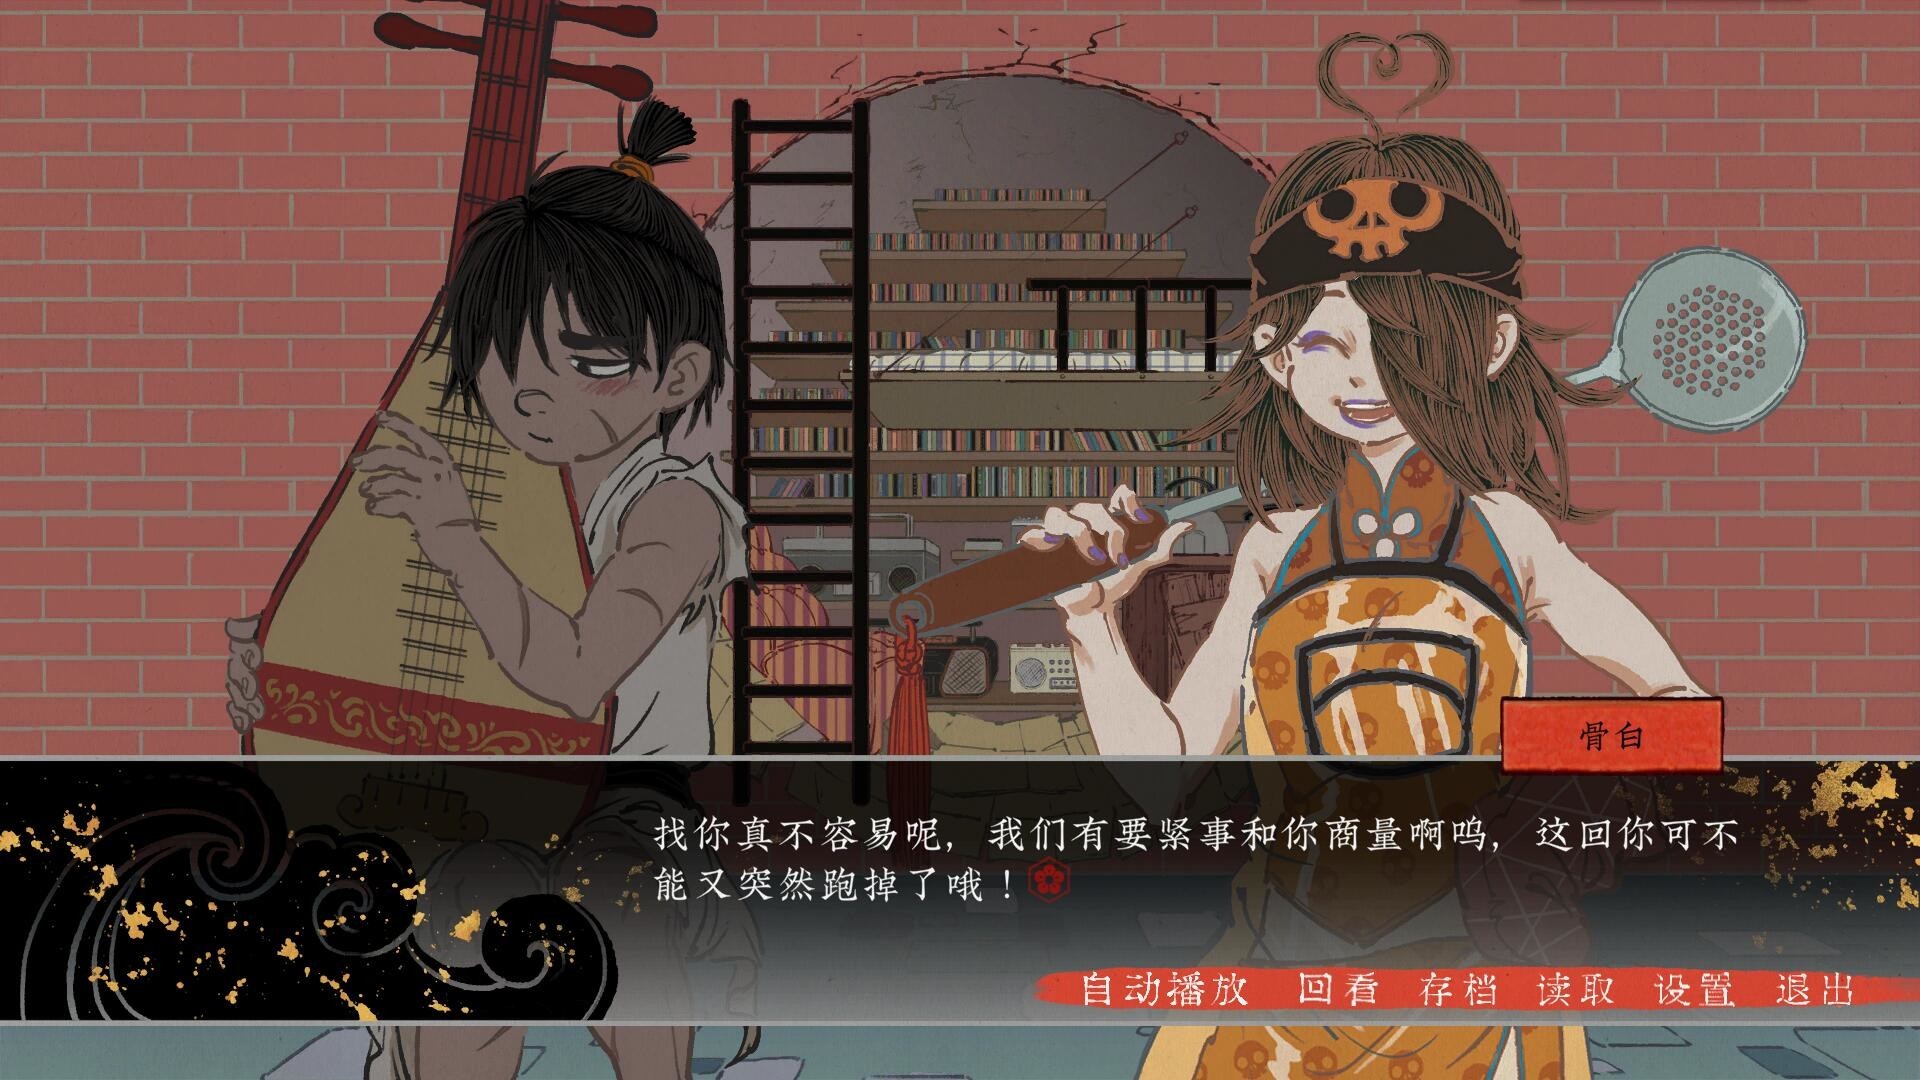 骨白
找你真不容易呢，我们有要紧事和你商量啊呜，这回你可不
能又突然跑掉了哦！
自动播放 回看 存档 读取 设置 退出